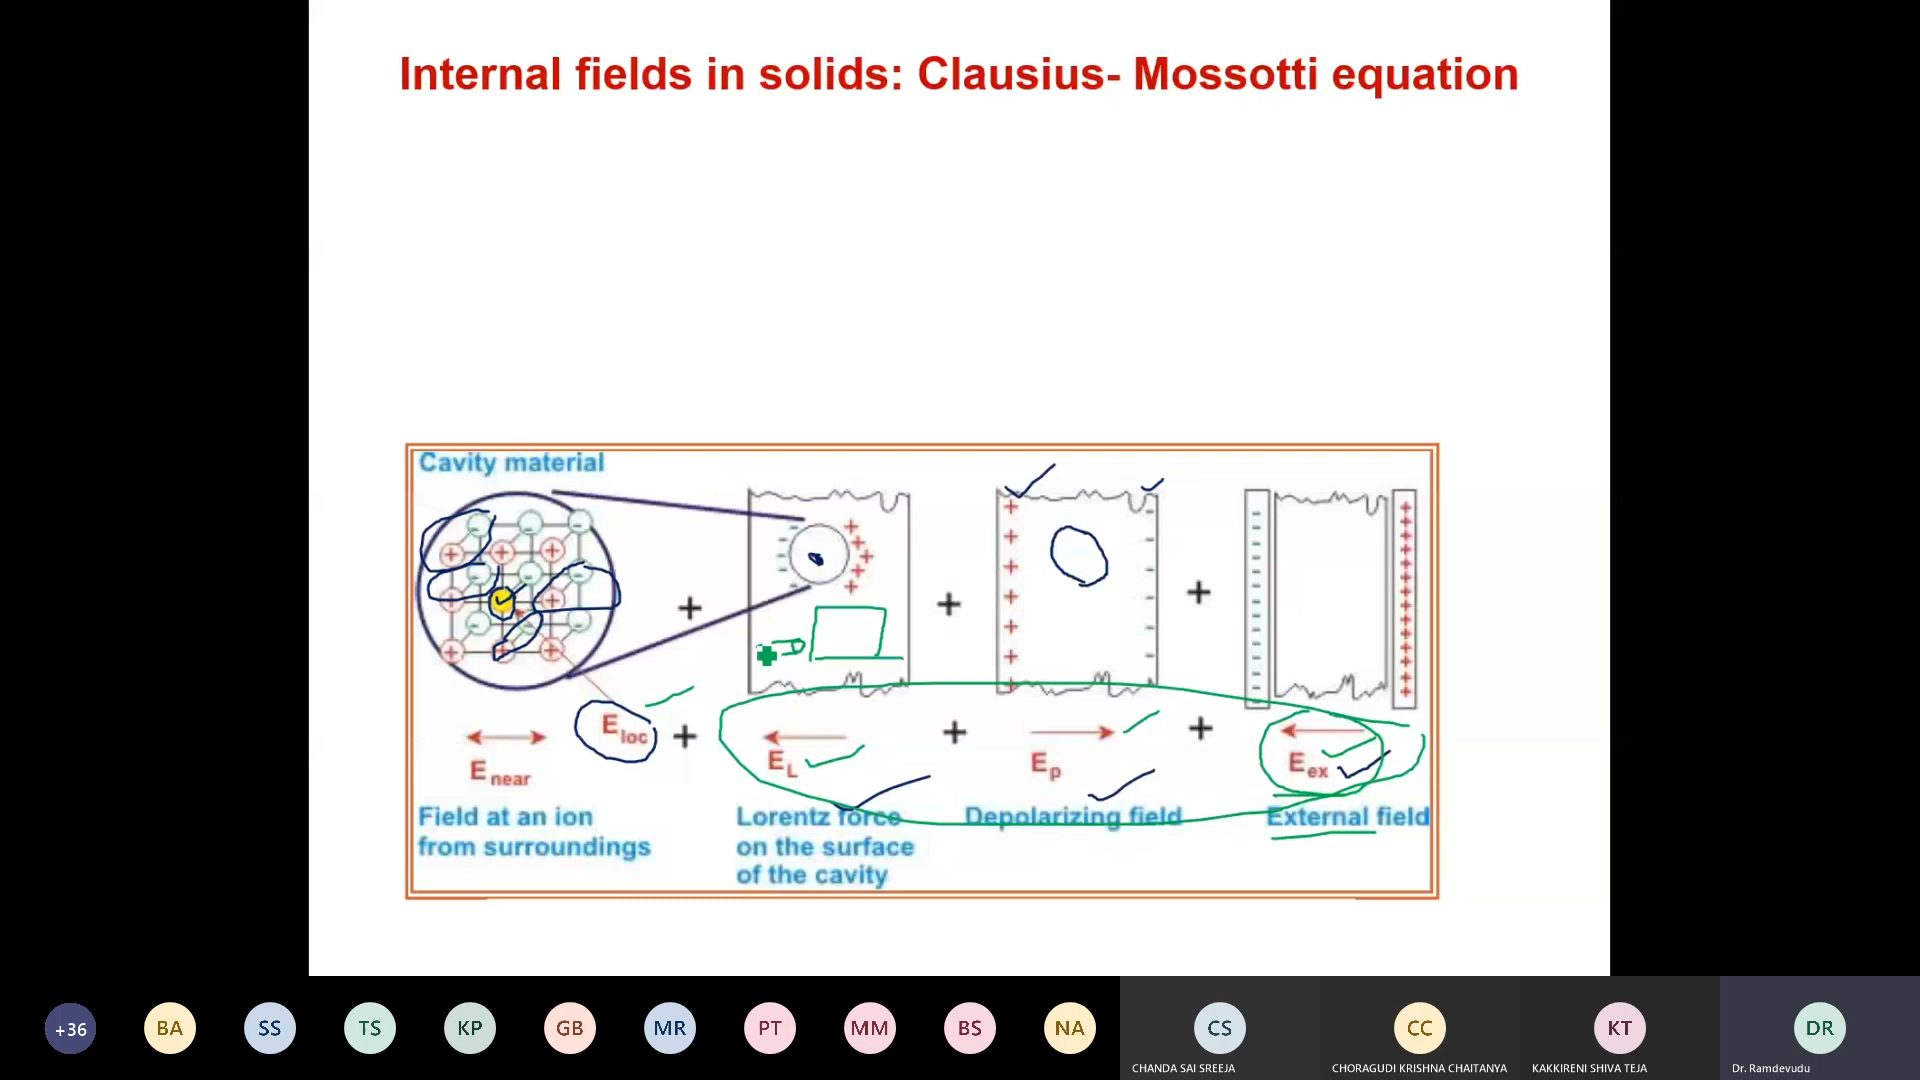 Internal fields in solids: Clausius- Mossotti equation
Cavity material
E near
E loc
E L
E p
E ex
Field at an ion
from surroundings
Lorentz force
on the surface
of the cavity
Depolarizing field
External field
+36
BA
SS
TS
KP
GB
MR
PT
MM
BS
NA
CS
CHANDA SAI SREEJA
CC
CHORAGUDI KRISHNA CHAITANYA
KT
KAKKIRENI SHIVA TEJA
DR
Dr. Ramdevudu